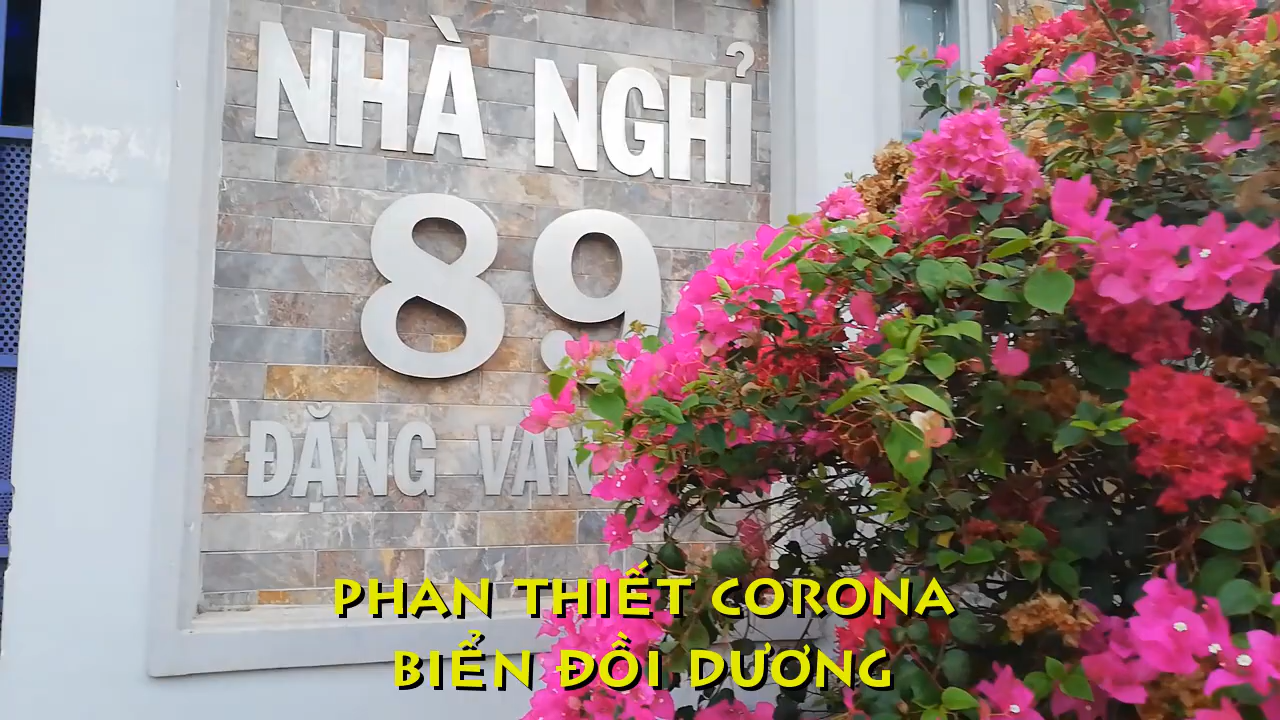 NHÀ NGHỈ
89
ĐẶNG VĂN
PHAN THIẾT CORONA
BIỂN ĐỒI DƯƠNG